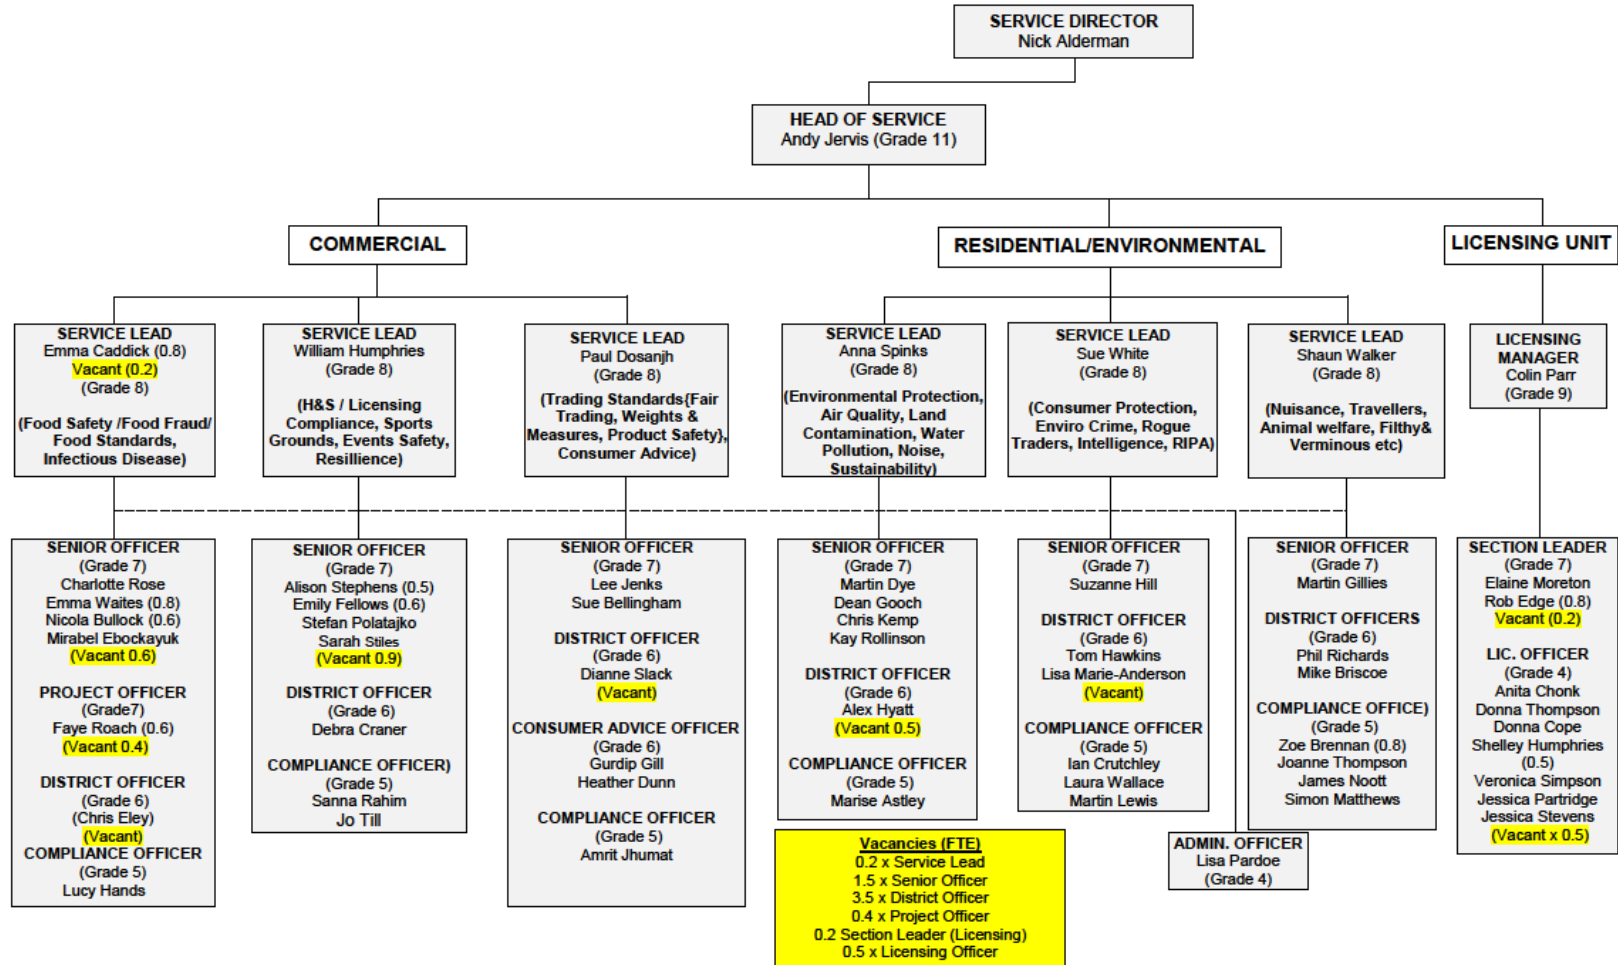 SERVICE DIRECTOR
Nick Alderman
HEAD OF SERVICE
Andy Jervis (Grade 11)
COMMERCIAL
RESIDENTIAL/ENVIRONMENTAL
LICENSING UNIT
SERVICE LEAD
Emma Caddick (0.8)
Vacant (0.2)
(Grade 8)
(Food Safety /Food Fraud/
Food Standards,
Infectious Disease)
SERVICE LEAD
William Humphries
(Grade 8)
(H&S / Licensing
Compliance, Sports
Grounds, Events Safety,
Resillience)
SERVICE LEAD
Paul Dosanjh
(Grade 8)
(Trading Standards{Fair
Trading, Weights &
Measures, Product Safety},
Consumer Advice)
SERVICE LEAD
Anna Spinks
(Grade 8)
(Environmental Protection,
Air Quality, Land
Contamination, Water
Pollution, Noise,
Sustainability)
SERVICE LEAD
Sue White
(Grade 8)
(Consumer Protection,
Enviro Crime, Rogue
Traders, Intelligence, RIPA)
SERVICE LEAD
Shaun Walker
(Grade 8)
(Nuisance, Travellers,
Animal welfare, Filthy&
Verminous etc)
LICENSING
MANAGER
Colin Parr
(Grade 9)
SENIOR OFFICER
(Grade 7)
Charlotte Rose
Emma Waites (0.8)
Nicola Bullock (0.6)
Mirabel Ebockayuk
(Vacant 0.6)
PROJECT OFFICER
(Grade7)
Faye Roach (0.6)
(Vacant 0.4)
DISTRICT OFFICER
(Grade 6)
(Chris Eley)
(Vacant)
COMPLIANCE OFFICER
(Grade 5)
Lucy Hands
SENIOR OFFICER
(Grade 7)
Alison Stephens (0.5)
Emily Fellows (0.6)
Stefan Polatajko
Sarah Stiles
(Vacant 0.9)
DISTRICT OFFICER
(Grade 6)
Debra Craner
COMPLIANCE OFFICER)
(Grade 5)
Sanna Rahim
Jo Till
SENIOR OFFICER
(Grade 7)
Lee Jenks
Sue Bellingham
DISTRICT OFFICER
(Grade 6)
Dianne Slack
(Vacant)
CONSUMER ADVICE OFFICER
(Grade 6)
Gurdip Gill
Heather Dunn
COMPLIANCE OFFICER
(Grade 5)
Amrit Jhumat
SENIOR OFFICER
(Grade 7)
Martin Dye
Dean Gooch
Chris Kemp
Kay Rollinson
DISTRICT OFFICER
(Grade 6)
Alex Hyatt
(Vacant 0.5)
COMPLIANCE OFFICER
(Grade 5)
Marise Astley
SENIOR OFFICER
(Grade 7)
Suzanne Hill
DISTRICT OFFICER
(Grade 6)
Tom Hawkins
Lisa Marie-Anderson
(Vacant)
COMPLIANCE OFFICER
(Grade 5)
Ian Crutchley
Laura Wallace
Martin Lewis
SENIOR OFFICER
(Grade 7)
Martin Gillies
DISTRICT OFFICERS
(Grade 6)
Phil Richards
Mike Briscoe
COMPLIANCE OFFICE)
(Grade 5)
Zoe Brennan (0.8)
Joanne Thompson
James Noott
Simon Matthews
SECTION LEADER
(Grade 7)
Elaine Moreton
Rob Edge (0.8)
Vacant (0.2)
LIC. OFFICER
(Grade 4)
Anita Chonk
Donna Thompson
Donna Cope
Shelley Humphries
(0.5)
Veronica Simpson
Jessica Partridge
Jessica Stevens
(Vacant x 0.5)
Vacancies (FTE)
0.2 x Service Lead
1.5 x Senior Officer
3.5 x District Officer
0.4 x Project Officer
0.2 Section Leader (Licensing)
0.5 x Licensing Officer
ADMIN. OFFICER
Lisa Pardoe
(Grade 4)